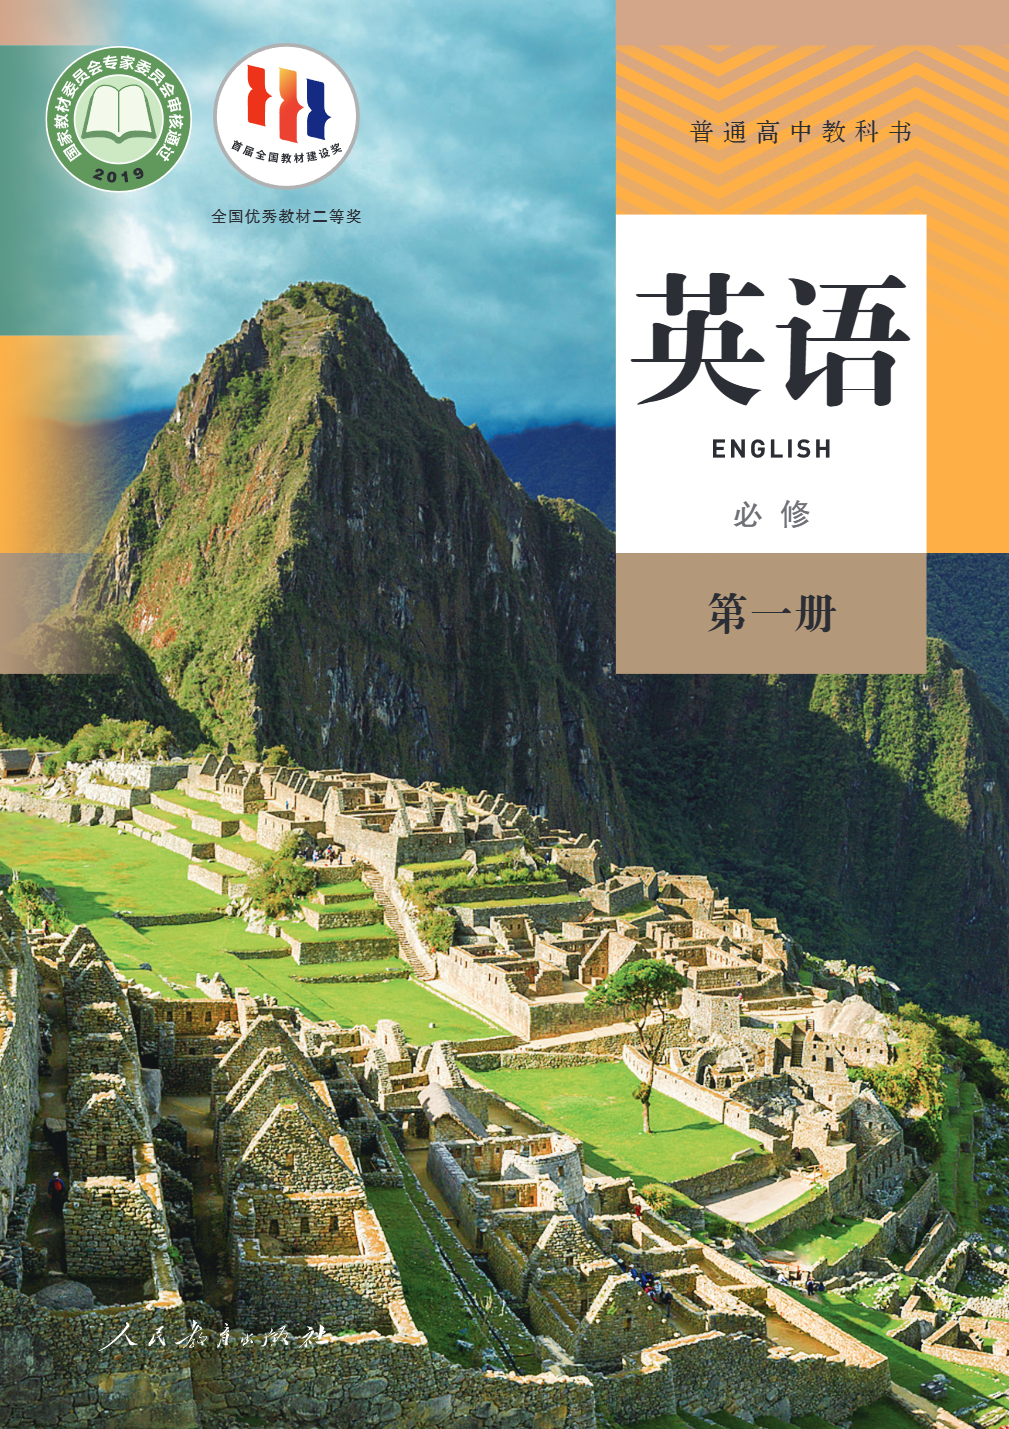 国家教材委员会专家委员会审核通过
2019
首届全国教材建设奖
全国优秀教材二等奖
普通高中教科书
英语
ENGLISH
必修
第一册
人民教育出版社